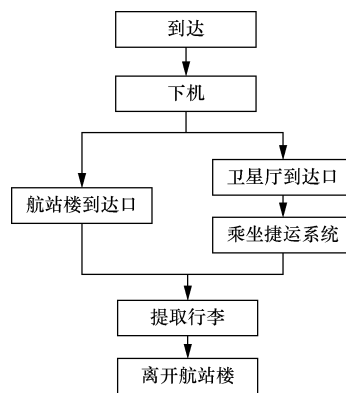 到达
下机
航站楼到达口
卫星厅到达口
乘坐捷运系统
提取行李
离开航站楼